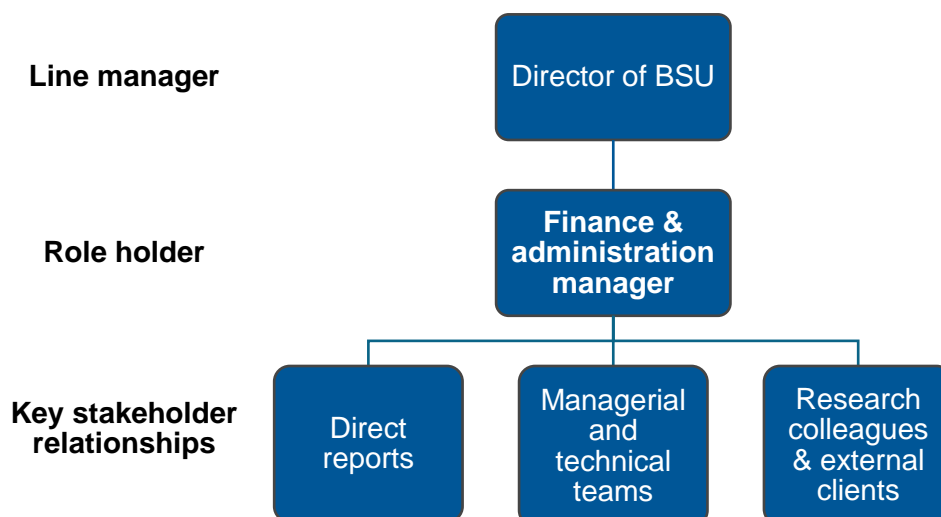 Line manager
Director of BSU
Role holder
Finance &
administration
manager
Key stakeholder
relationships
Direct
reports
Managerial
and
technical
teams
Research
colleagues
& external
clients